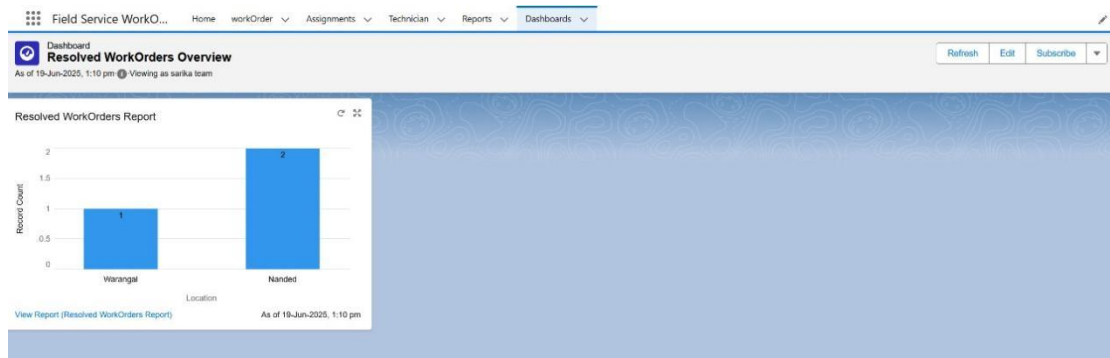 Field Service WorkO... Home workOrder Assignments Technician Reports Dashboards
Dashboard
Resolved WorkOrders Overview
As of 19-Jun-2025, 1:10 pm Viewing as sarika team
Refresh Edit Subscribe
Resolved WorkOrders Report
2
1.5
1
0.5
0
Record Count
1
2
Warangal Nanded
Location
View Report (Resolved WorkOrders Report) As of 19-Jun-2025, 1:10 pm